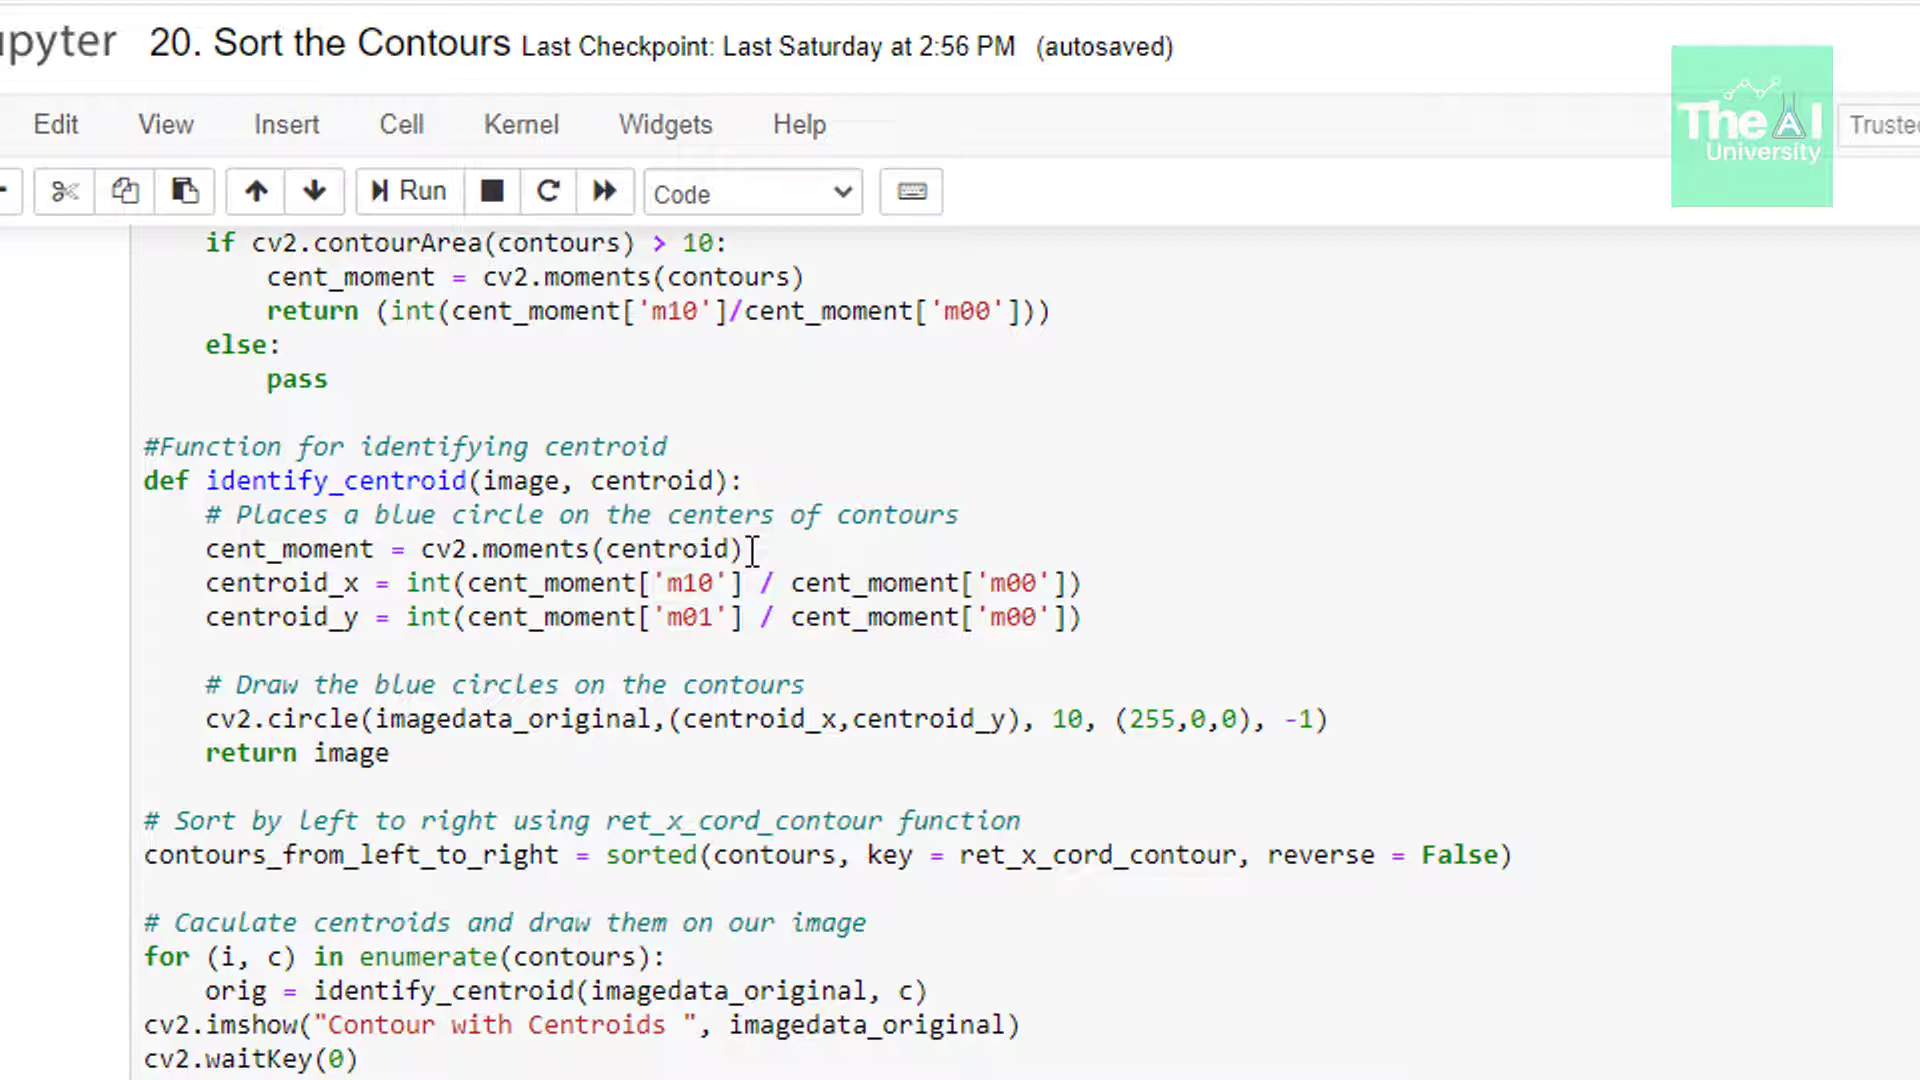 upyter 20. Sort the Contours Last Checkpoint: Last Saturday at 2:56 PM (autosaved)
The AI
University
Edit View Insert Cell Kernel Widgets Help
Run Code
if cv2.contourArea(contours) > 10:
cent_moment = cv2.moments(contours)
return (int(cent_moment['m10']/cent_moment['m00']))
else:
pass
#Function for identifying centroid
def identify_centroid(image, centroid):
# Places a blue circle on the centers of contours
cent_moment = cv2.moments(centroid)
centroid_x = int(cent_moment['m10'] / cent_moment['m00'])
centroid_y = int(cent_moment['m01'] / cent_moment['m00'])
# Draw the blue circles on the contours
cv2.circle(imagedata_original,(centroid_x,centroid_y), 10, (255,0,0), -1)
return image
# Sort by left to right using ret_x_cord_contour function
contours_from_left_to_right = sorted(contours, key = ret_x_cord_contour, reverse = False)
# Caculate centroids and draw them on our image
for (i, c) in enumerate(contours):
orig = identify_centroid(imagedata_original, c)
cv2.imshow("Contour with Centroids ", imagedata_original)
cv2.waitKey(0)